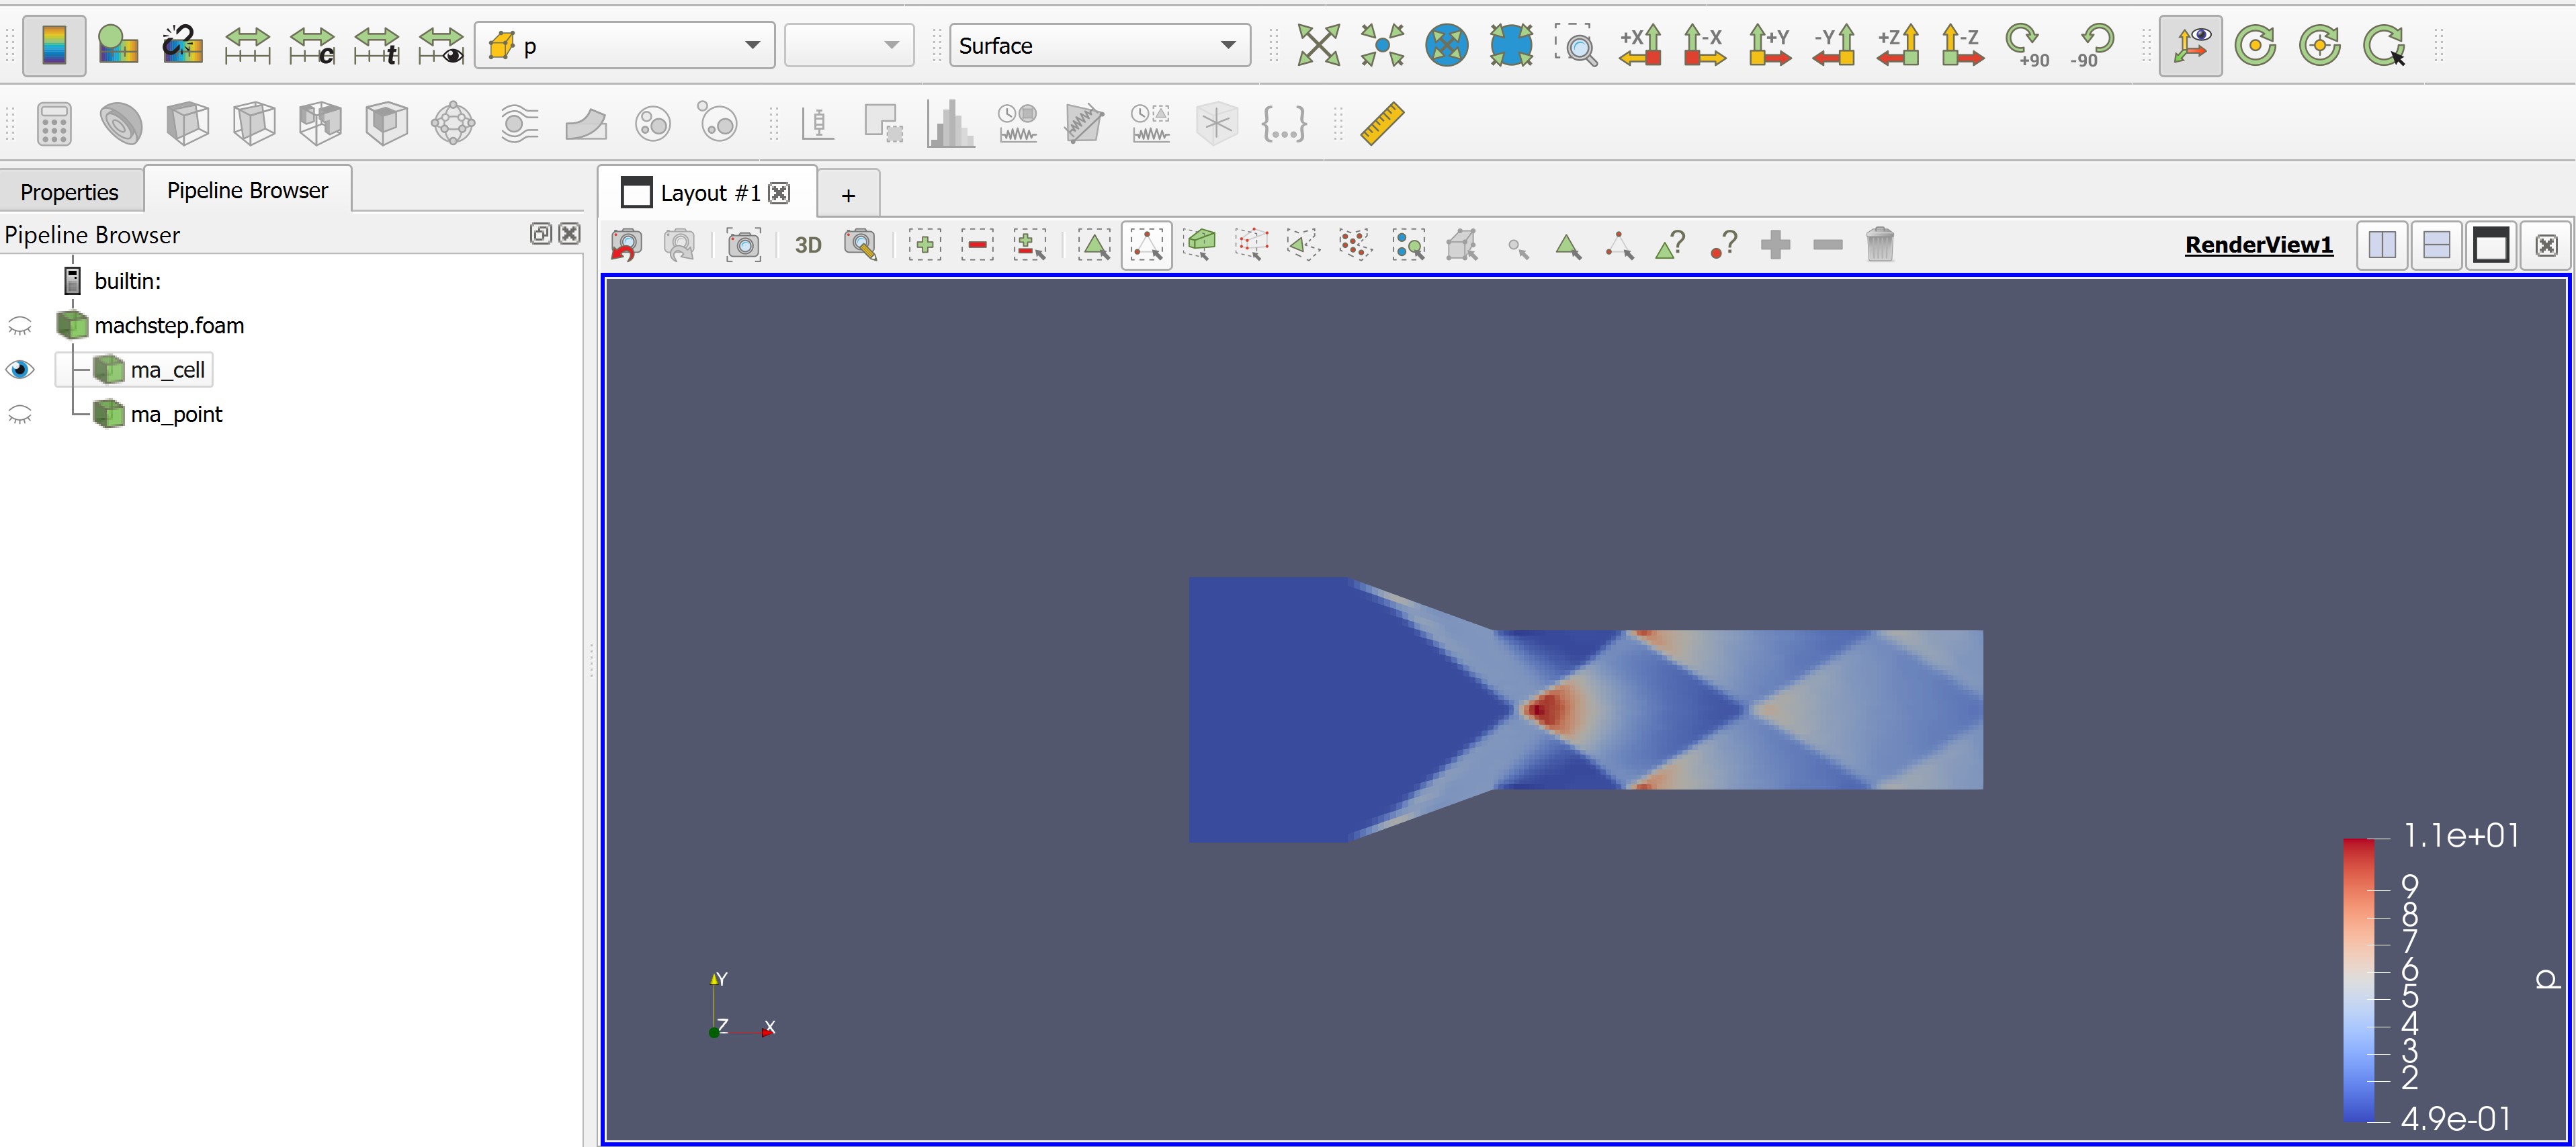 c t p Surface +X -X +Y -Y +Z -Z +90 -90
{...}
Properties Pipeline Browser Layout #1 +
Pipeline Browser 3D ? ? RenderView1
builtin:
machstep.foam
ma_cell
ma_point
1.1e+01
9
8
7
6
5
4
3
2
4.9e-01
p
Y
Z X